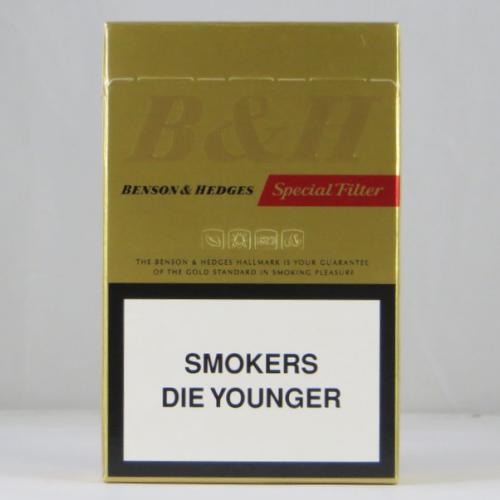 B&H
BENSON & HEDGES Special Filter
THE BENSON & HEDGES HALLMARK IS YOUR GUARANTEE
OF THE GOLD STANDARD IN SMOKING PLEASURE
SMOKERS
DIE YOUNGER